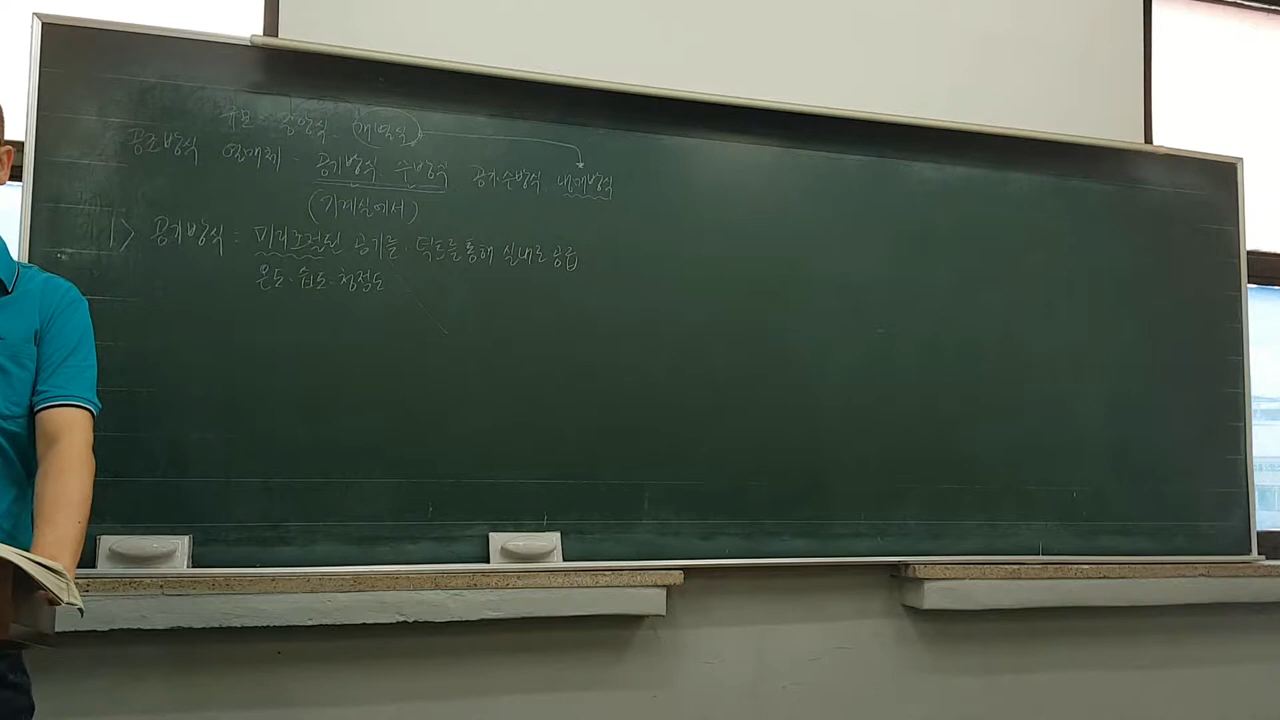 규모 중앙식. (개별식)
공조방식 열매체 - 공기방식. 수방식 공기수방식. 냉매방식
(기계실에서)
1> 공기방식 : 미리조절된 공기를. 덕트를통해 실내로 공급
온도. 습도. 청정도